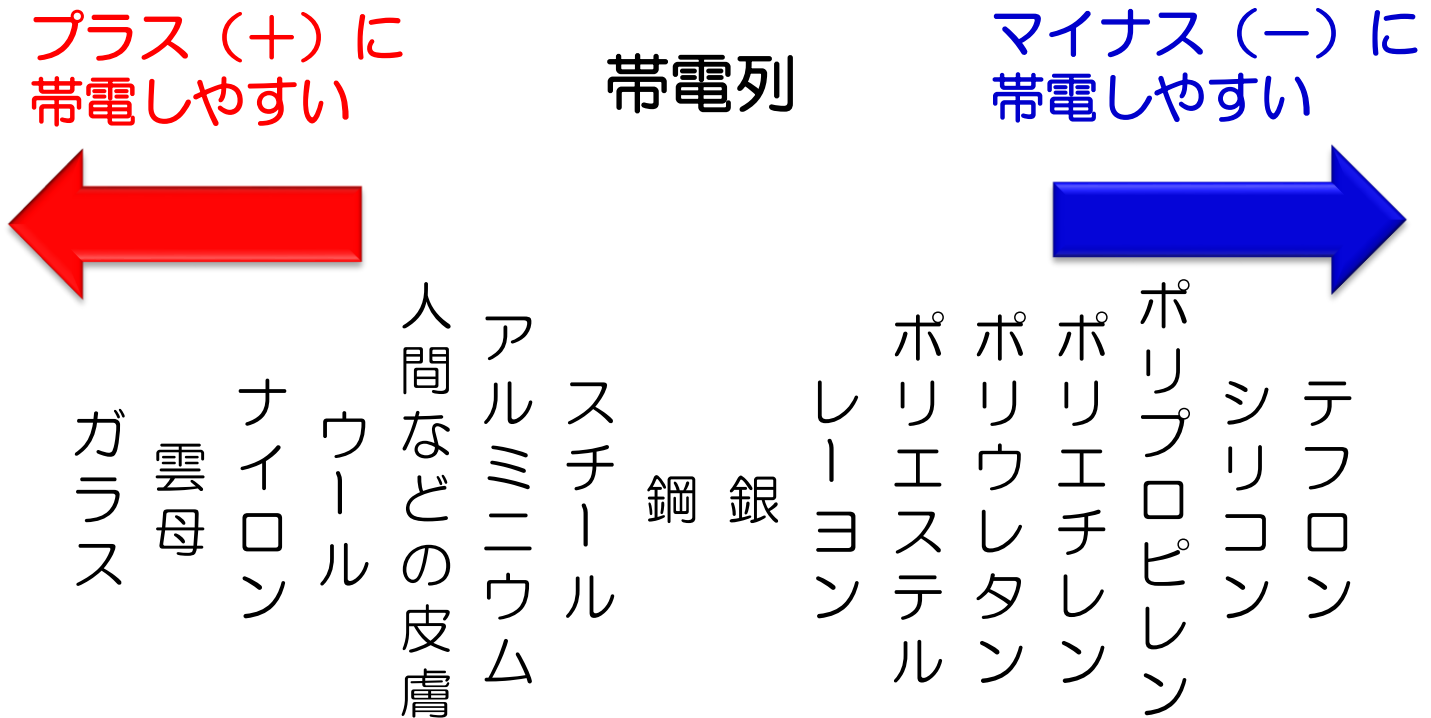 プラス（＋）に
帯電しやすい
帯電列
マイナス（－）に
帯電しやすい
ガラス
雲母
ナイロン
ウール
人間などの皮膚
アルミニウム
スチール
鋼
銀
レーヨン
ポリエステル
ポリウレタン
ポリエチレン
ポリプロピレン
シリコン
テフロン